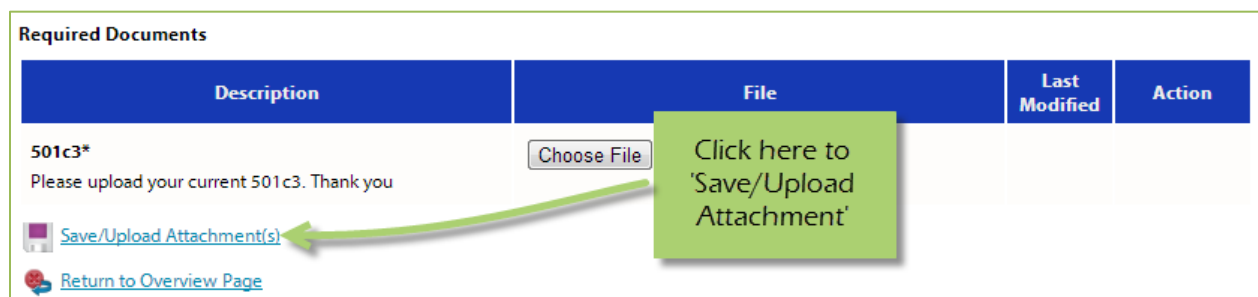 Required Documents
Description File Last Modified Action
501c3* Choose File
Please upload your current 501c3. Thank you
Click here to
'Save/Upload
Attachment'
Save/Upload Attachment(s)
Return to Overview Page